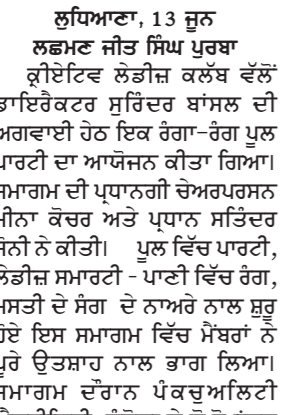 ਲੁਧਿਆਣਾ, 13 ਜੂਨ
ਲਛਮਣ ਜੀਤ ਸਿੰਘ ਪੁਰਬਾ
ਕ੍ਰੀਏਟਿਵ ਲੇਡੀਜ਼ ਕਲੱਬ ਵੱਲੋਂ
ਡਾਇਰੈਕਟਰ ਸੁਰਿੰਦਰ ਬਾਂਸਲ ਦੀ
ਅਗਵਾਈ ਹੇਠ ਇਕ ਰੰਗਾ-ਰੰਗ ਪੂਲ
ਪਾਰਟੀ ਦਾ ਆਯੋਜਨ ਕੀਤਾ ਗਿਆ।
ਸਮਾਗਮ ਦੀ ਪ੍ਰਧਾਨਗੀ ਚੇਅਰਪਰਸਨ
ਮੀਨਾ ਕੋਚਰ ਅਤੇ ਪ੍ਰਧਾਨ ਸਤਿੰਦਰ
ਸੋਨੀ ਨੇ ਕੀਤੀ। ਪੂਲ ਵਿੱਚ ਪਾਰਟੀ,
ਲੇਡੀਜ਼ ਸਮਾਰਟੀ - ਪਾਣੀ ਵਿੱਚ ਰੰਗ,
ਮਸਤੀ ਦੇ ਸੰਗ ਦੇ ਨਾਅਰੇ ਨਾਲ ਸ਼ੁਰੂ
ਹੋਏ ਇਸ ਸਮਾਗਮ ਵਿੱਚ ਮੈਂਬਰਾਂ ਨੇ
ਪੂਰੇ ਉਤਸ਼ਾਹ ਨਾਲ ਭਾਗ ਲਿਆ।
ਸਮਾਗਮ ਦੌਰਾਨ ਪੰਕਚੁਅਲਿਟੀ